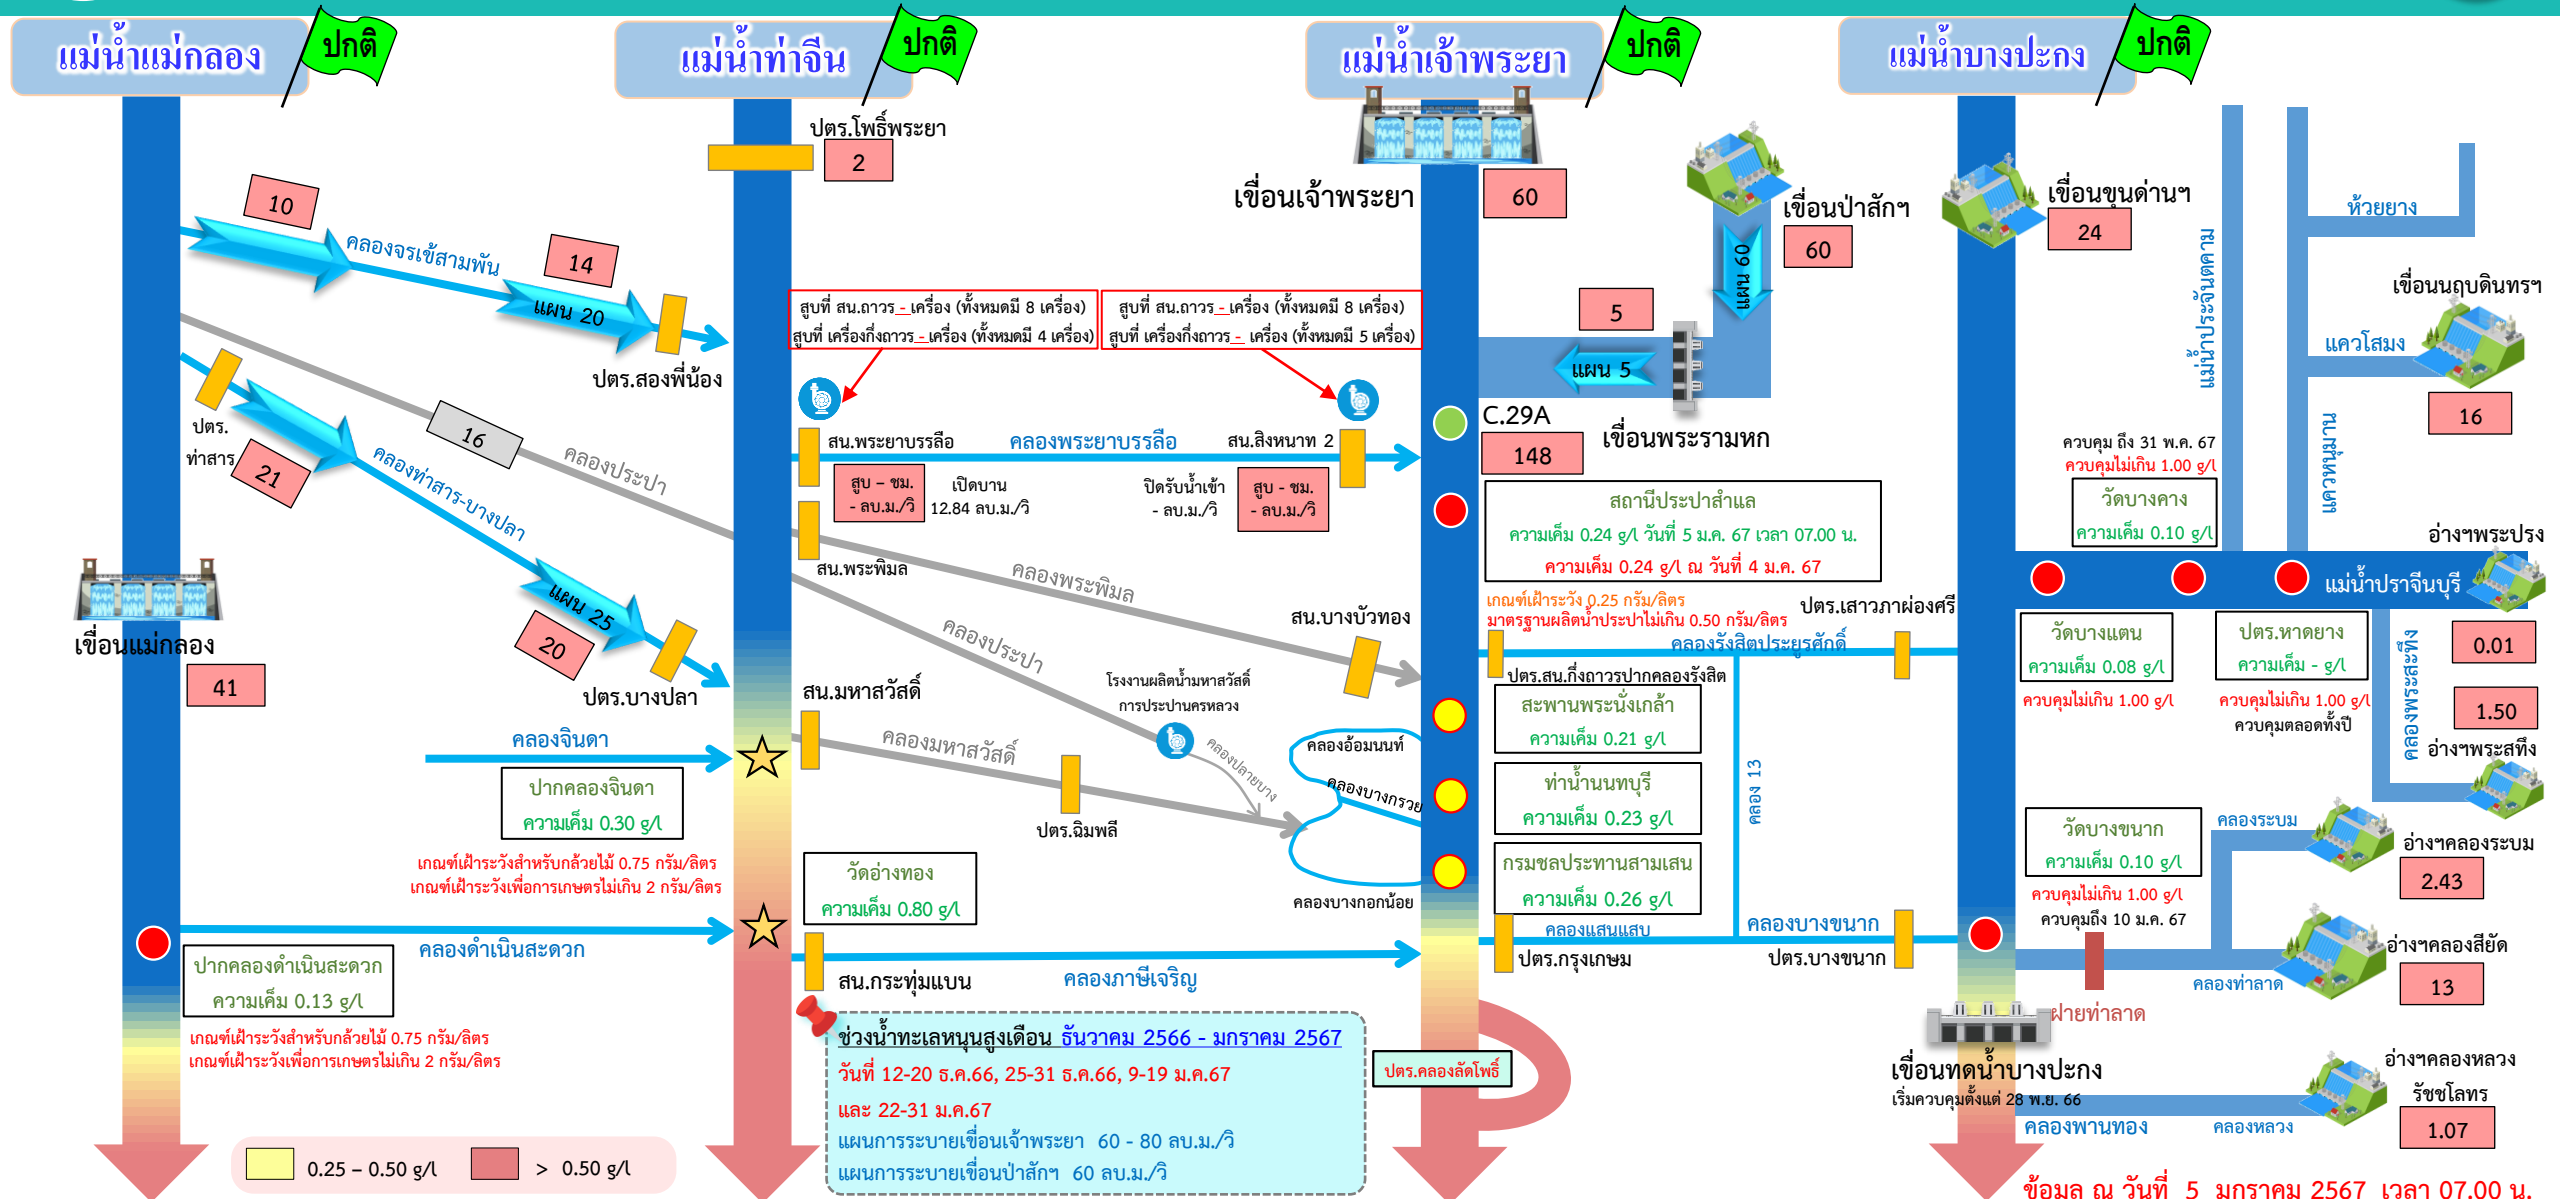 แม่น้ำแม่กลอง
ปกติ
แม่น้ำท่าจีน
ปกติ
แม่น้ำเจ้าพระยา
ปกติ
แม่น้ำบางปะกง
ปกติ
ปตร.โพธิ์พระยา
2
10
คลองจรเข้สามพัน
14
แผน 20
ปตร.สองพี่น้อง
ปตร.
ท่าสาร
21
คลองท่าสาร-บางปลา
16
คลองประปา
แผน 25
20
ปตร.บางปลา
เขื่อนแม่กลอง
41
คลองจินดา
ปากคลองจินดา
ความเค็ม 0.30 g/l
เกณฑ์เฝ้าระวังสำหรับกล้วยไม้ 0.75 กรัม/ลิตร
เกณฑ์เฝ้าระวังเพื่อการเกษตรไม่เกิน 2 กรัม/ลิตร
คลองดำเนินสะดวก
ปากคลองดำเนินสะดวก
ความเค็ม 0.13 g/l
เกณฑ์เฝ้าระวังสำหรับกล้วยไม้ 0.75 กรัม/ลิตร
เกณฑ์เฝ้าระวังเพื่อการเกษตรไม่เกิน 2 กรัม/ลิตร
0.25 – 0.50 g/l
> 0.50 g/l
เขื่อนเจ้าพระยา
60
สูบที่ สน.ถาวร - เครื่อง (ทั้งหมดมี 8 เครื่อง)
สูบที่ เครื่องกึ่งถาวร - เครื่อง (ทั้งหมดมี 4 เครื่อง)
สูบที่ สน.ถาวร - เครื่อง (ทั้งหมดมี 8 เครื่อง)
สูบที่ เครื่องกึ่งถาวร - เครื่อง (ทั้งหมดมี 5 เครื่อง)
สน.พระยาบรรลือ
คลองพระยาบรรลือ
สน.สิงหนาท 2
สูบ – ชม.
- ลบ.ม./วิ
เปิดบาน
12.84 ลบ.ม./วิ
ปิดรับน้ำเข้า
- ลบ.ม./วิ
สูบ - ชม.
- ลบ.ม./วิ
สน.พระพิมล
คลองพระพิมล
สน.บางบัวทอง
คลองประปา
โรงงานผลิตน้ำมหาสวัสดิ์
การประปานครหลวง
สน.มหาสวัสดิ์
คลองมหาสวัสดิ์
คลองปลายบาง
ปตร.ฉิมพลี
คลองอ้อมนนท์
คลองบางกรวย
คลองบางกอกน้อย
วัดอ่างทอง
ความเค็ม 0.80 g/l
สน.กระทุ่มแบน
คลองภาษีเจริญ
ช่วงน้ำทะเลหนุนสูงเดือน ธันวาคม 2566 - มกราคม 2567
วันที่ 12-20 ธ.ค.66, 25-31 ธ.ค.66, 9-19 ม.ค.67
และ 22-31 ม.ค.67
แผนการระบายเขื่อนเจ้าพระยา 60 - 80 ลบ.ม./วิ
แผนการระบายเขื่อนป่าสักฯ 60 ลบ.ม./วิ
ปตร.คลองลัดโพธิ์
เขื่อนป่าสักฯ
60
แผน 60
5
แผน 5
เขื่อนพระรามหก
C.29A
148
สถานีประปาสำแล
ความเค็ม 0.24 g/l วันที่ 5 ม.ค. 67 เวลา 07.00 น.
ความเค็ม 0.24 g/l ณ วันที่ 4 ม.ค. 67
เกณฑ์เฝ้าระวัง 0.25 กรัม/ลิตร
มาตรฐานผลิตน้ำประปาไม่เกิน 0.50 กรัม/ลิตร
ปตร.เสาวภาผ่องศรี
คลองรังสิตประยูรศักดิ์
ปตร.สน.กึ่งถาวรปากคลองรังสิต
สะพานพระนั่งเกล้า
ความเค็ม 0.21 g/l
ท่าน้ำนนทบุรี
ความเค็ม 0.23 g/l
กรมชลประทานสามเสน
ความเค็ม 0.26 g/l
คลอง 13
คลองแสนแสบ
คลองบางขนาก
ปตร.กรุงเกษม
ปตร.บางขนาก
เขื่อนขุนด่านฯ
24
แม่น้ำประจันตคาม
ห้วยยาง
เขื่อนนฤบดินทรฯ
แควโสมง
16
แควหนุมาน
ควบคุม ถึง 31 พ.ค. 67
ควบคุมไม่เกิน 1.00 g/l
วัดบางคาง
ความเค็ม 0.10 g/l
อ่างฯพระปรง
แม่น้ำปราจีนบุรี
0.01
วัดบางแตน
ความเค็ม 0.08 g/l
ควบคุมไม่เกิน 1.00 g/l
ปตร.หาดยาง
ความเค็ม - g/l
ควบคุมไม่เกิน 1.00 g/l
ควบคุมตลอดทั้งปี
คลองพระสะทึง
1.50
อ่างฯพระสทึง
วัดบางขนาก
ความเค็ม 0.10 g/l
ควบคุมไม่เกิน 1.00 g/l
ควบคุมถึง 10 ม.ค. 67
คลองระบม
อ่างฯคลองระบม
2.43
อ่างฯคลองสียัด
13
คลองท่าลาด
ฝายท่าลาด
เขื่อนทดน้ำบางปะกง
เริ่มควบคุมตั้งแต่ 28 พ.ย. 66
คลองพานทอง
คลองหลวง
อ่างฯคลองหลวง
รัชชโลทร
1.07
ข้อมูล ณ วันที่ 5 มกราคม 2567 เวลา 07.00 น.